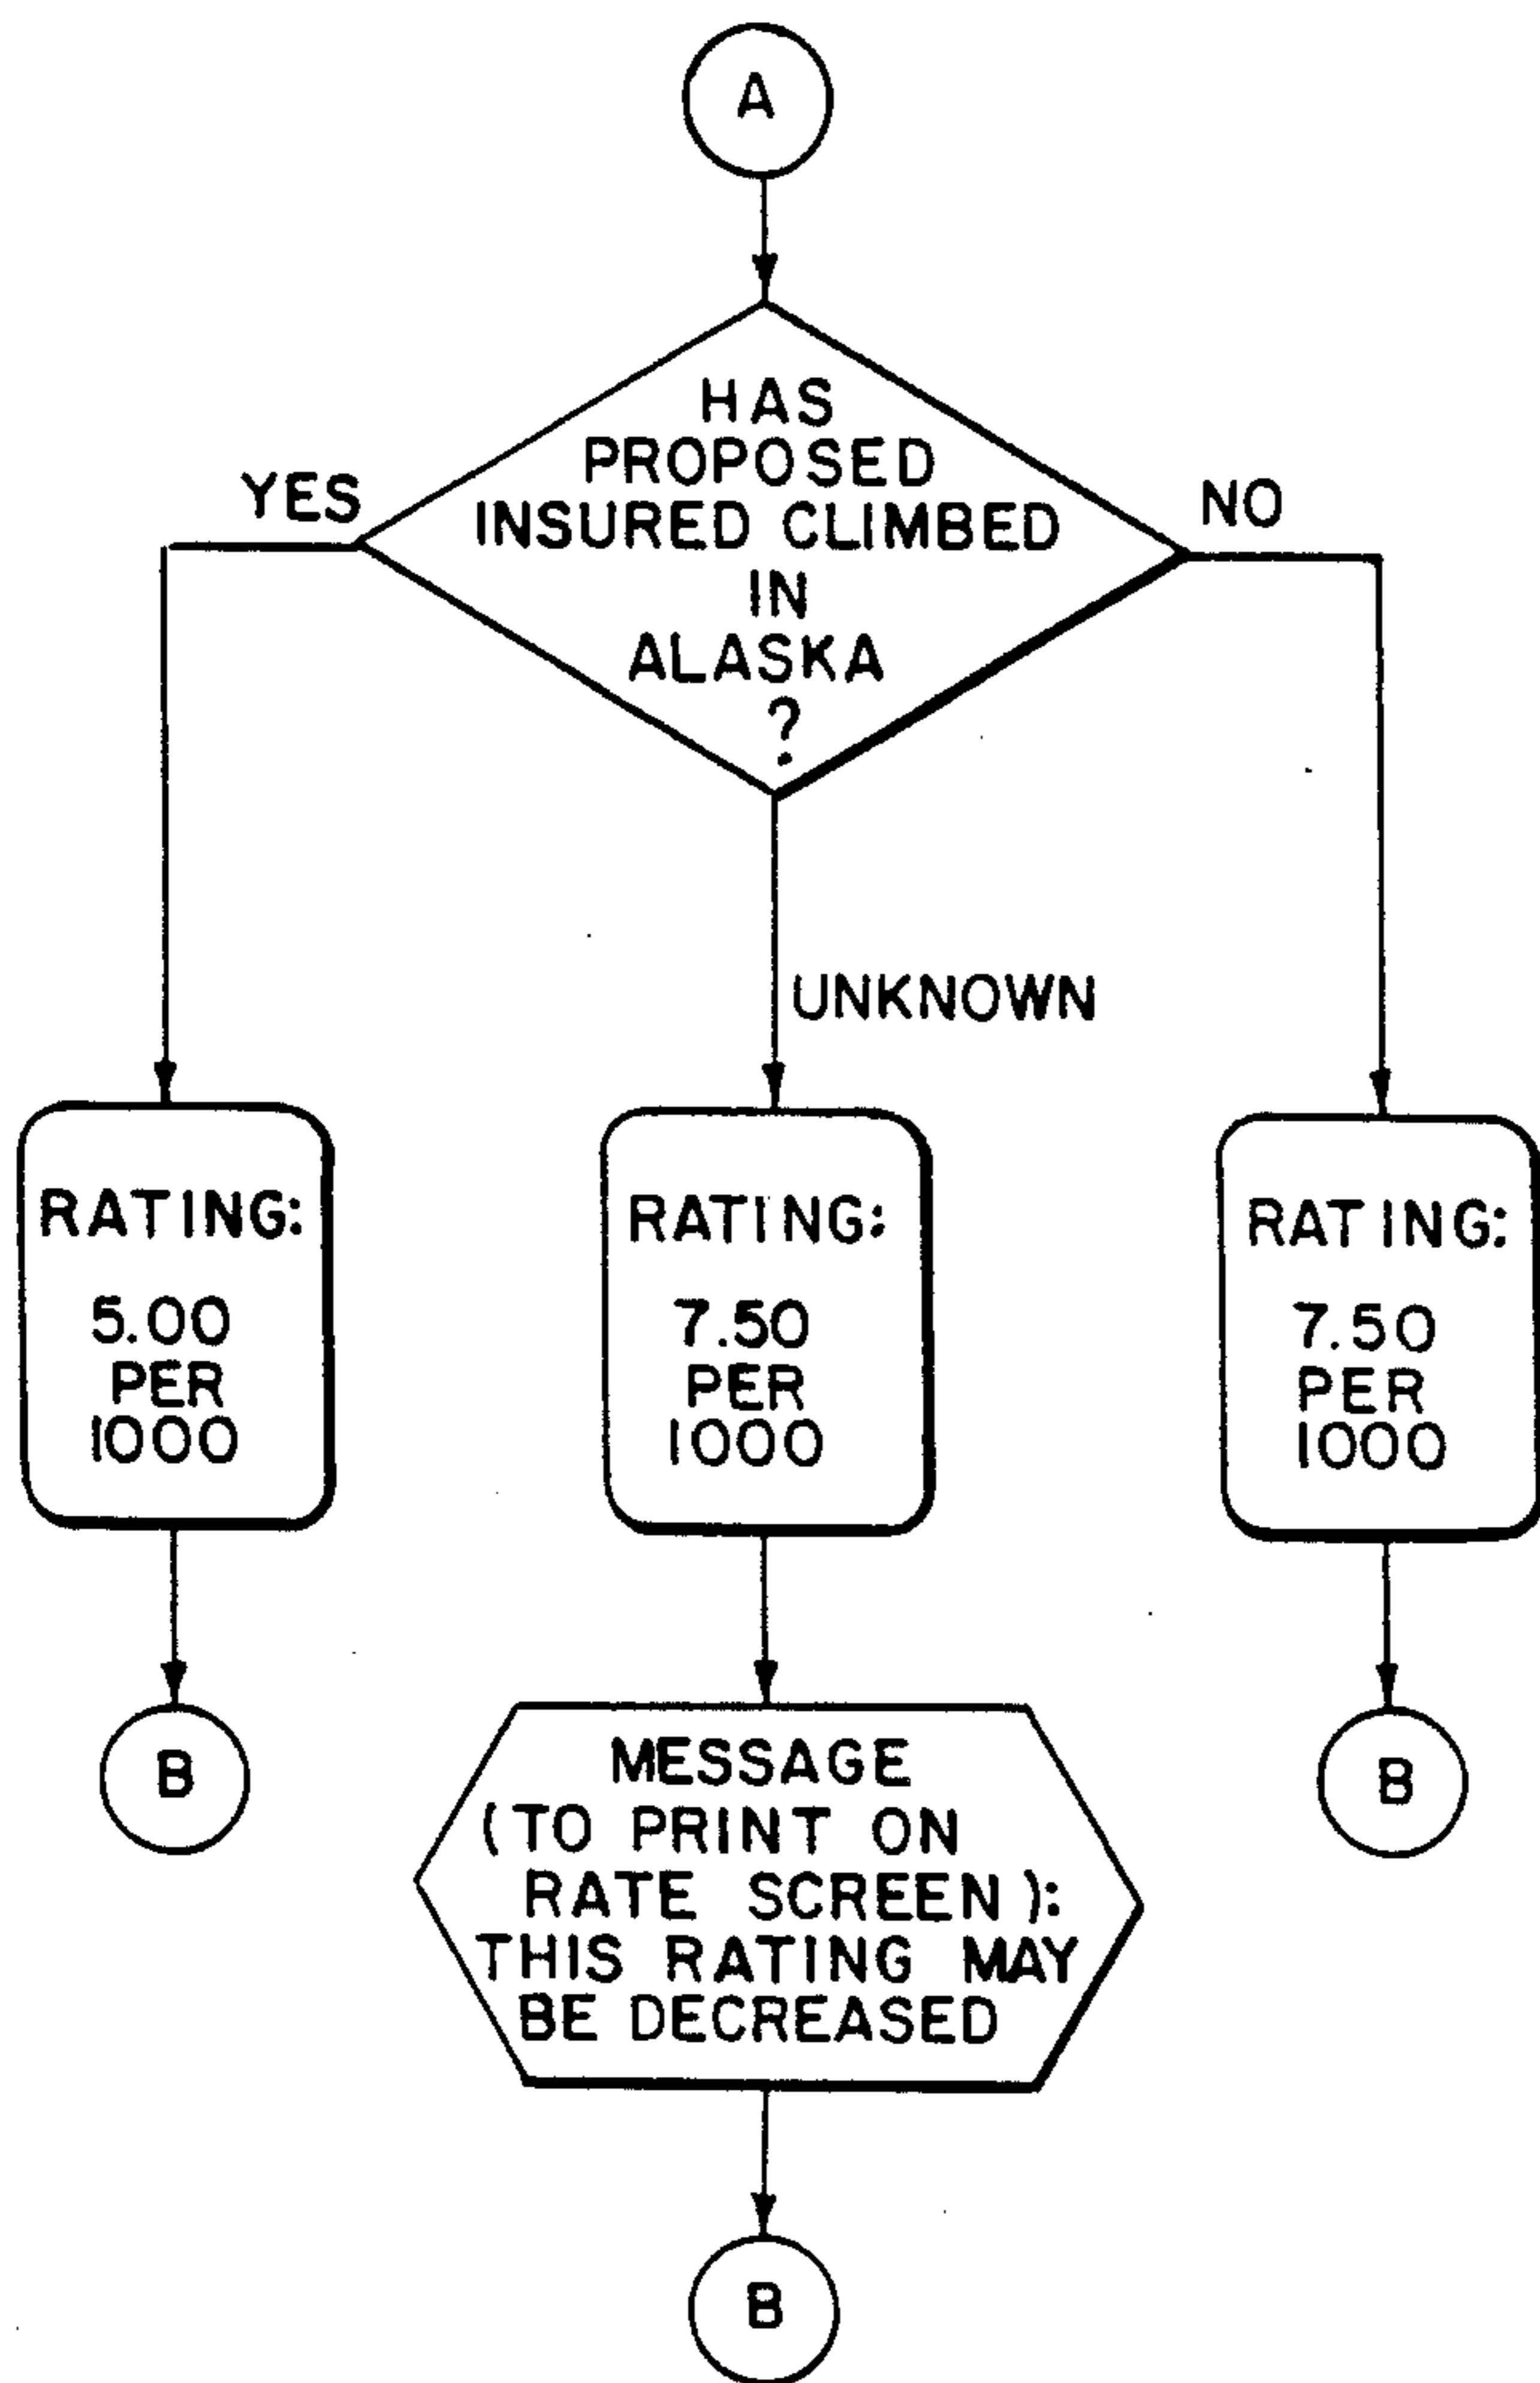 A
HAS
PROPOSED
INSURED CLIMBED
IN
ALASKA
?
YES
NO
UNKNOWN
RATING:
5.00
PER
1000
RATING:
7.50
PER
1000
RATING:
7.50
PER
1000
B
MESSAGE
(TO PRINT ON
RATE SCREEN):
THIS RATING MAY
BE DECREASED
B
B